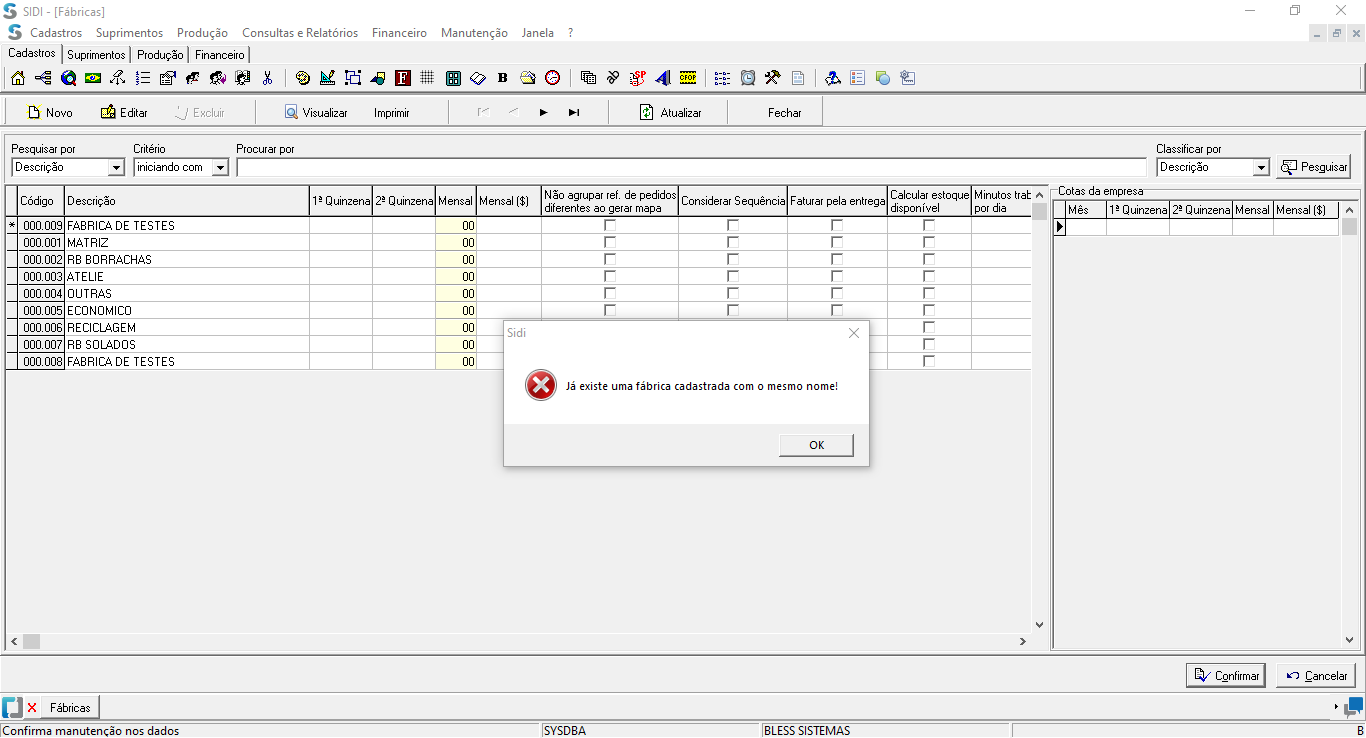 SIDI - [Fábricas]
Cadastros Suprimentos Produção Consultas e Relatórios Financeiro Manutenção Janela ?
Cadastros Suprimentos Produção Financeiro
Novo Editar Excluir Visualizar Imprimir Atualizar Fechar
Pesquisar por Critério Procurar por Classificar por
Descrição iniciando com Descrição Pesquisar
Cotas da empresa
Código Descrição 1ª Quinzena 2ª Quinzena Mensal Mensal ($) Não agrupar ref. de pedidos diferentes ao gerar mapa Considerar Sequência Faturar pela entrega Calcular estoque disponível Minutos trab por dia
Mês 1ª Quinzena 2ª Quinzena Mensal Mensal ($)
* 000.009 FABRICA DE TESTES 00
000.001 MATRIZ 00
000.002 RB BORRACHAS 00
000.003 ATELIE 00
000.004 OUTRAS 00
000.005 ECONOMICO 00
000.006 RECICLAGEM 00
000.007 RB SOLADOS 00
000.008 FABRICA DE TESTES 00
Sidi
Já existe uma fábrica cadastrada com o mesmo nome!
OK
Confirmar Cancelar
Fábricas
Confirma manutenção nos dados SYSDBA BLESS SISTEMAS B